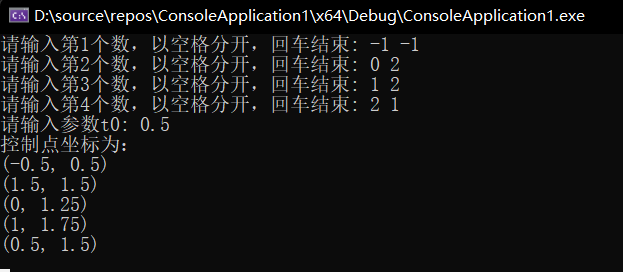 D:\source\repos\ConsoleApplication1\x64\Debug\ConsoleApplication1.exe
请输入第1个数，以空格分开，回车结束: -1 -1
请输入第2个数，以空格分开，回车结束: 0 2
请输入第3个数，以空格分开，回车结束: 1 2
请输入第4个数，以空格分开，回车结束: 2 1
请输入参数t0: 0.5
控制点坐标为:
(-0.5, 0.5)
(1.5, 1.5)
(0, 1.25)
(1, 1.75)
(0.5, 1.5)